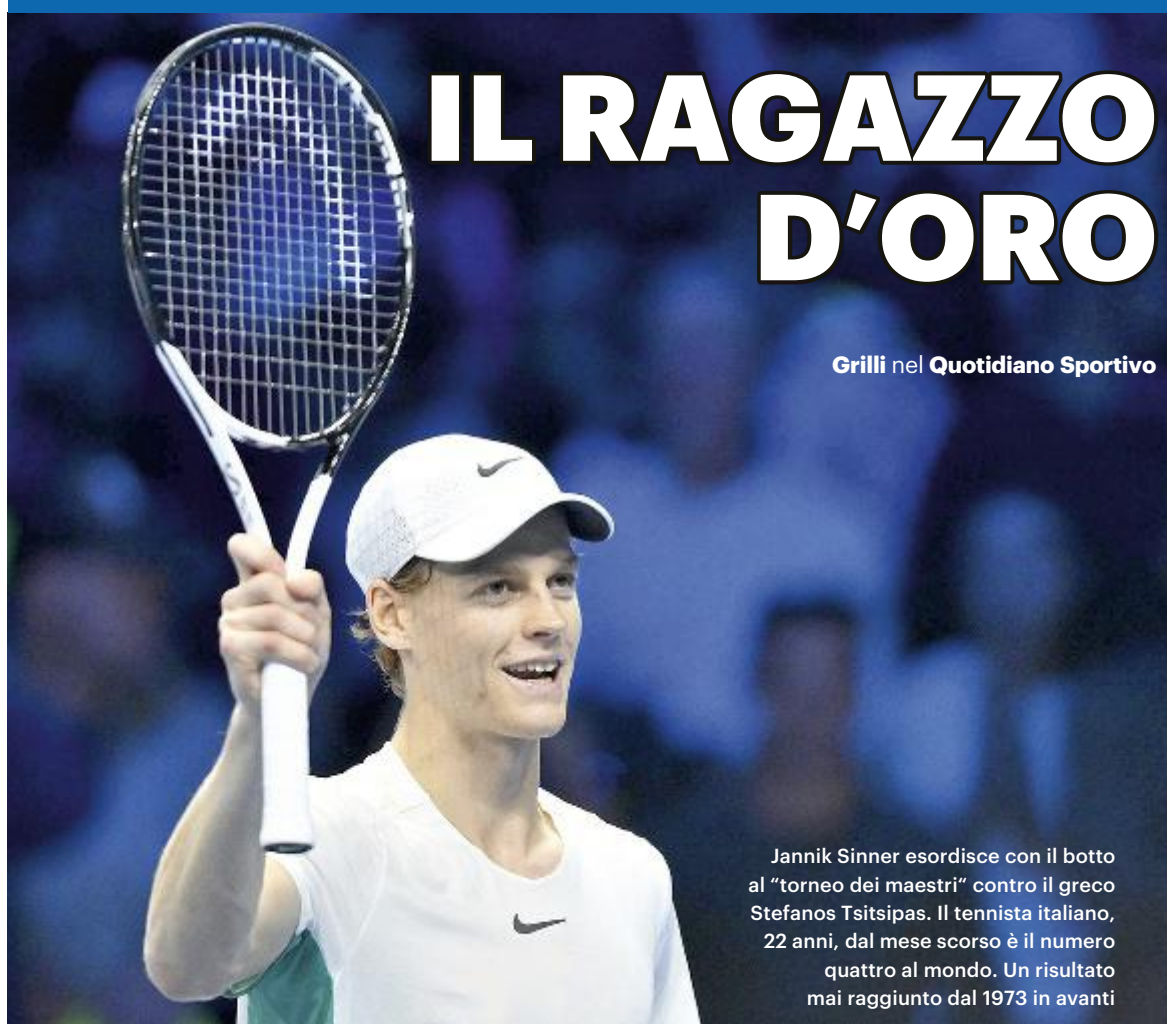 IL RAGAZZO
D’ORO
Grilli nel Quotidiano Sportivo
Jannik Sinner esordisce con il botto
al “torneo dei maestri“ contro il greco
Stefanos Tsitsipas. Il tennista italiano,
22 anni, dal mese scorso è il numero
quattro al mondo. Un risultato
mai raggiunto dal 1973 in avanti